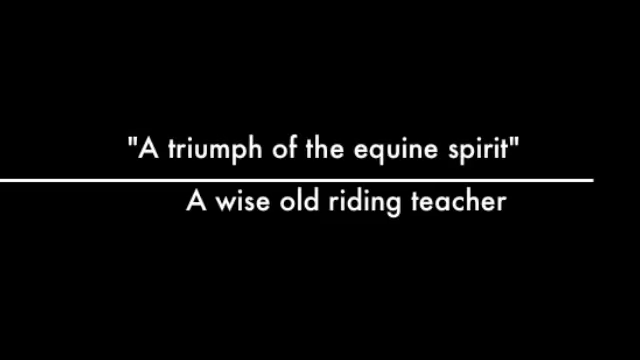 "A triumph of the equine spirit"
A wise old riding teacher